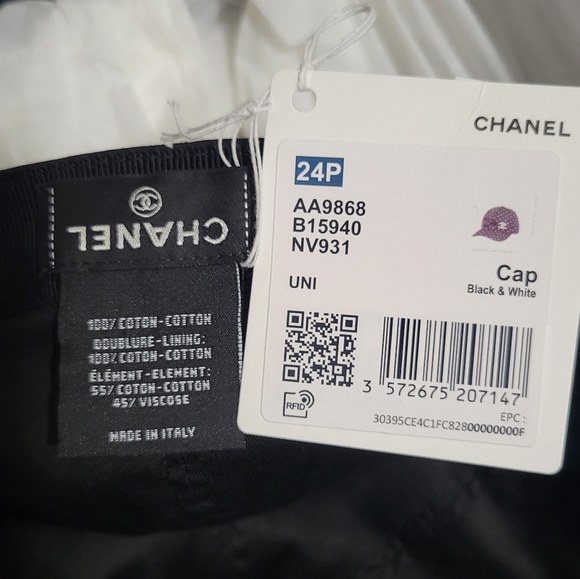 CHANEL
100% COTON-COTTON
DOUBLURE-LINING:
100% COTON-COTTON
ÉLÉMENT-ELEMENT:
55% COTON-COTTON
45% VISCOSE
MADE IN ITALY
CHANEL
24P
AA9868
B15940
NV931
UNI
Cap
Black & White
3 572675 207147
RFID
EPC :
30395CE4C1FC82800000000F